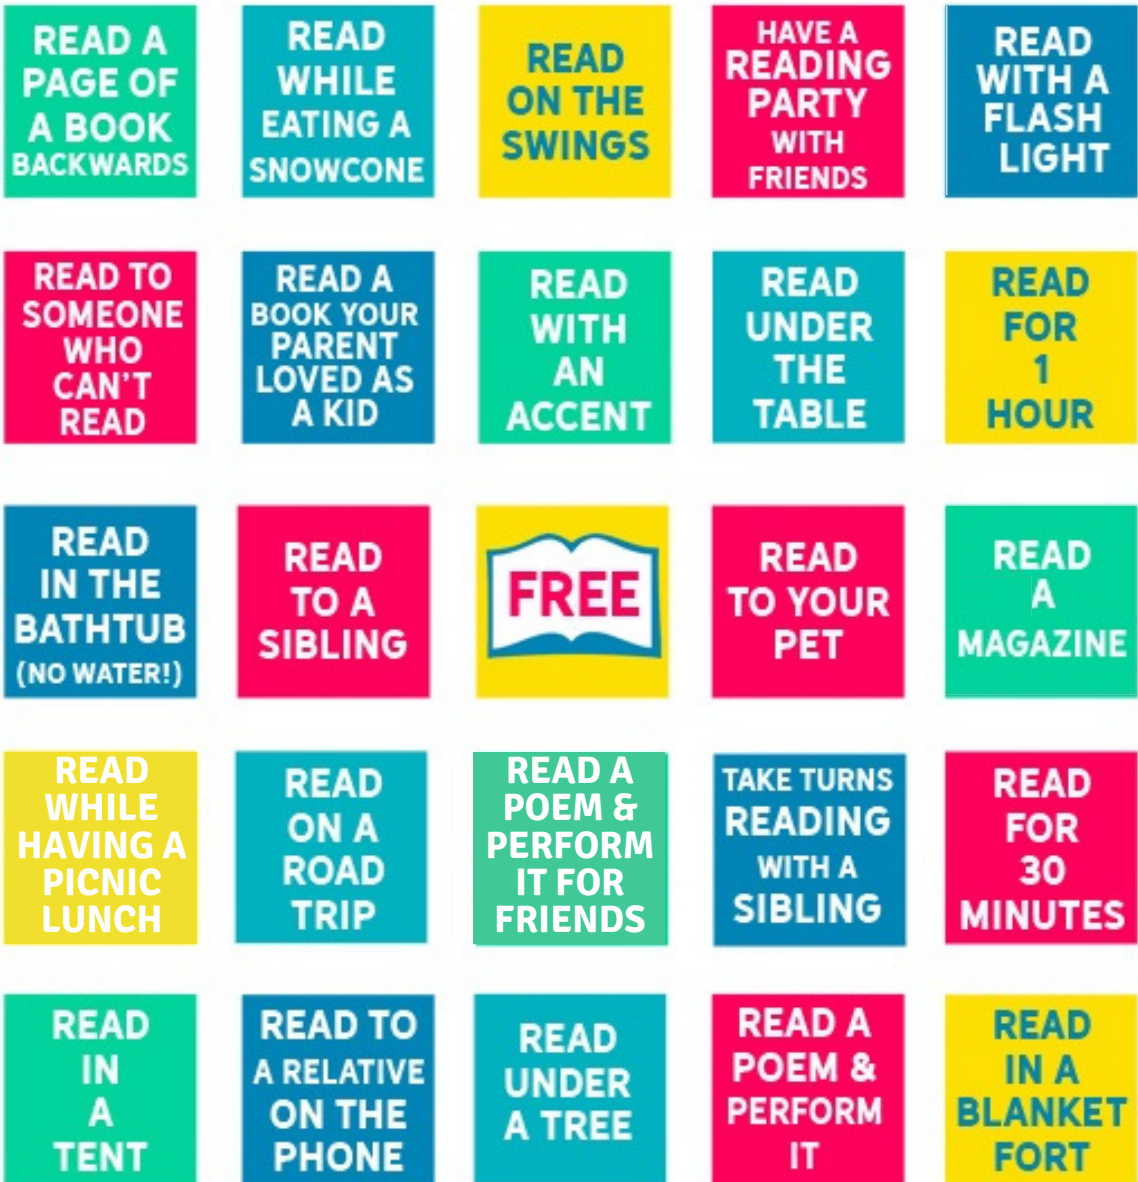 READ A
PAGE OF
A BOOK
BACKWARDS
READ
WHILE
EATING A
SNOWCONE
READ
ON THE
SWINGS
HAVE A
READING
PARTY
WITH
FRIENDS
READ
WITH A
FLASH
LIGHT
READ TO
SOMEONE
WHO
CAN'T
READ
READ A
BOOK YOUR
PARENT
LOVED AS
A KID
READ
WITH
AN
ACCENT
READ
UNDER
THE
TABLE
READ
FOR
1
HOUR
READ
IN THE
BATHTUB
(NO WATER!)
READ
TO A
SIBLING
FREE
READ
TO YOUR
PET
READ
A
MAGAZINE
READ
WHILE
HAVING A
PICNIC
LUNCH
READ
ON A
ROAD
TRIP
READ A
POEM &
PERFORM
IT FOR
FRIENDS
TAKE TURNS
READING
WITH A
SIBLING
READ
FOR
30
MINUTES
READ
IN
A
TENT
READ TO
A RELATIVE
ON THE
PHONE
READ
UNDER
A TREE
READ A
POEM &
PERFORM
IT
READ
IN A
BLANKET
FORT